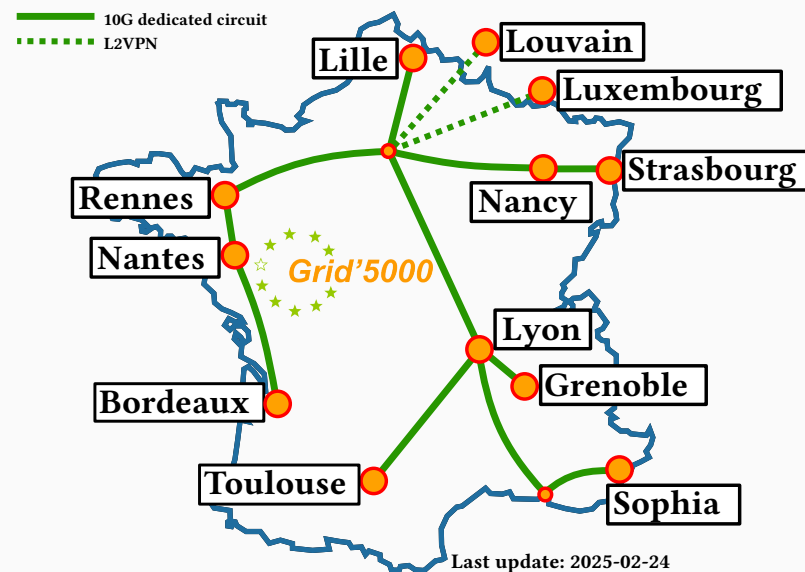 10G dedicated circuit
L2VPN
Louvain
Lille
Luxembourg
Strasbourg
Rennes
Nancy
Nantes
Grid’5000
Lyon
Grenoble
Bordeaux
Toulouse
Sophia
Last update: 2025-02-24